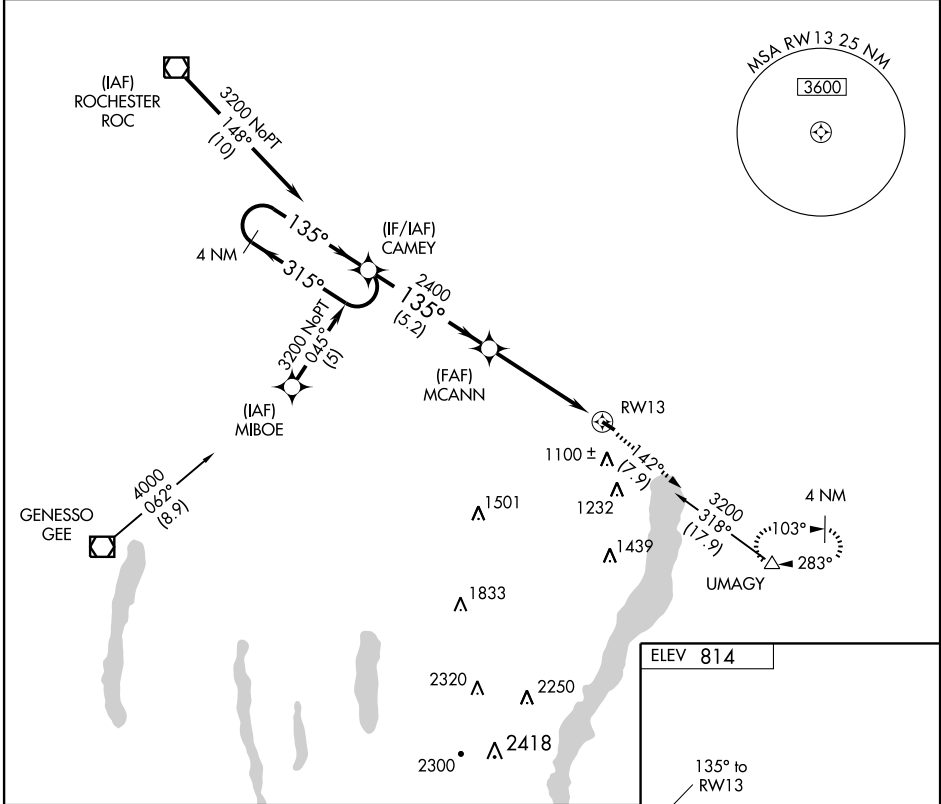 MSA RW13 25 NM
3600
(IAF)
ROCHESTER
ROC
3200 NoPT
148°
(10)
135°
4 NM
315°
(IF/IAF)
CAMEY
2400
135°
(5.2)
3200 NoPT
045°
(5)
(IAF)
MIBOE
(FAF)
MCANN
RW13
1100 ±
142°
(7.9)
1232
1501
1439
3200
318°
(17.9)
4 NM
103°
283°
UMAGY
4000
062°
(8.9)
GENESSO
GEE
1833
2320
2250
2418
2300
ELEV 814
135° to
RW13